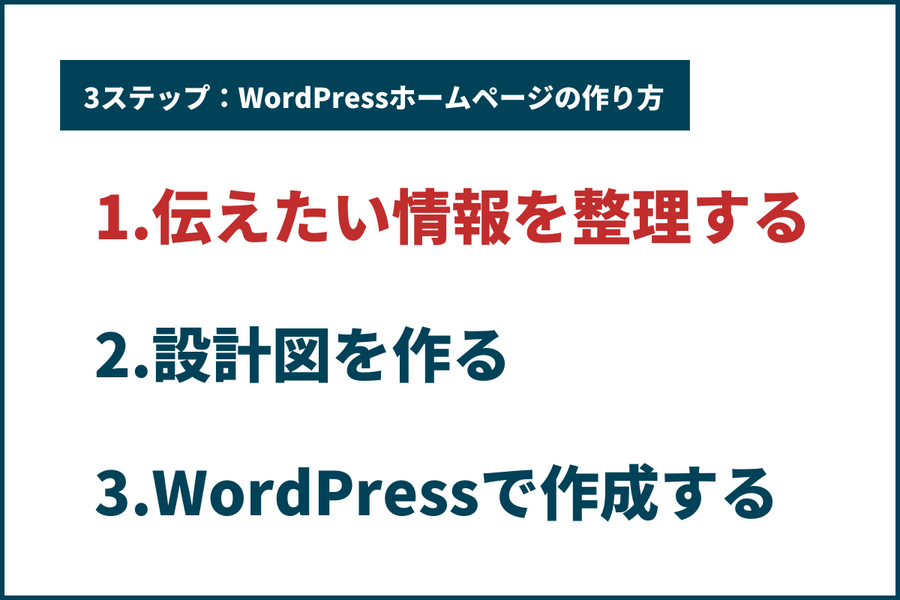 3ステップ：WordPressホームページの作り方
1.伝えたい情報を整理する
2.設計図を作る
3.WordPressで作成する